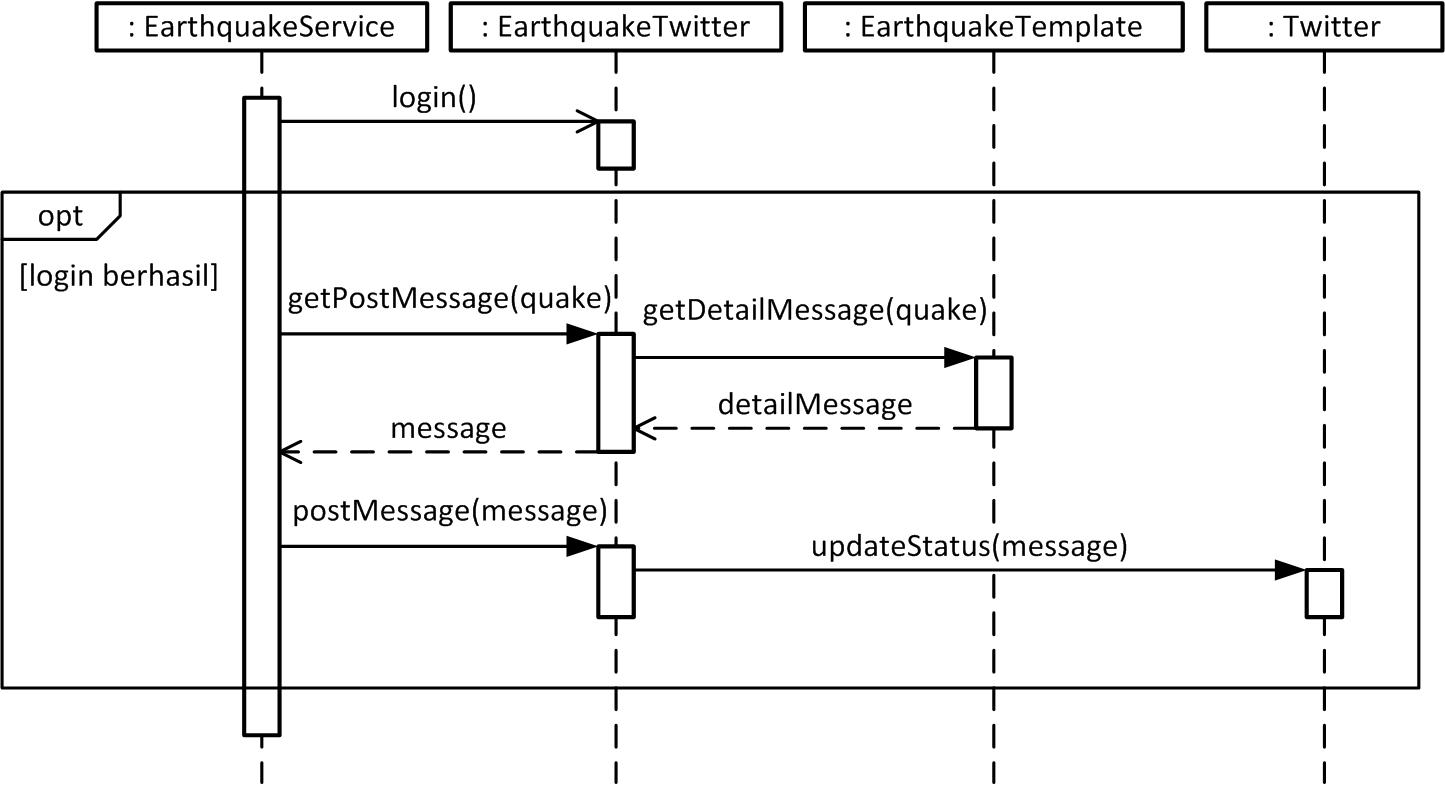 : EarthquakeService
: EarthquakeTwitter
: EarthquakeTemplate
: Twitter
login()
opt
[login berhasil]
getPostMessage(quake)
getDetailMessage(quake)
detailMessage
message
postMessage(message)
updateStatus(message)